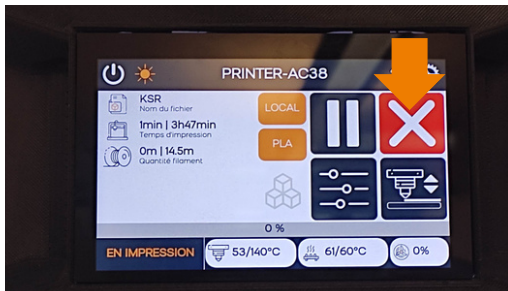 PRINTER-AC38
KSR
Nom du fichier
LOCAL
1min | 3h47min
Temps d'impression
PLA
0m | 14.5m
Quantité filament
0 %
EN IMPRESSION
53/140°C
61/60°C
0%